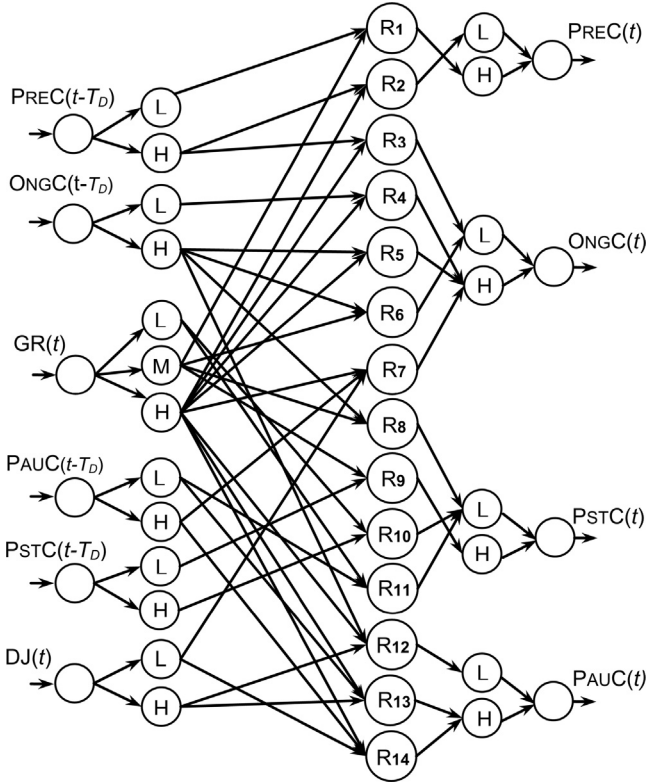 PREC(t-TD)
L
H
ONGC(t-TD)
L
H
GR(t)
L
M
H
PAUC(t-TD)
L
H
PSTC(t-TD)
L
H
DJ(t)
L
H
R1
R2
R3
R4
R5
R6
R7
R8
R9
R10
R11
R12
R13
R14
L
H
PREC(t)
L
H
ONGC(t)
L
H
PSTC(t)
L
H
PAUC(t)